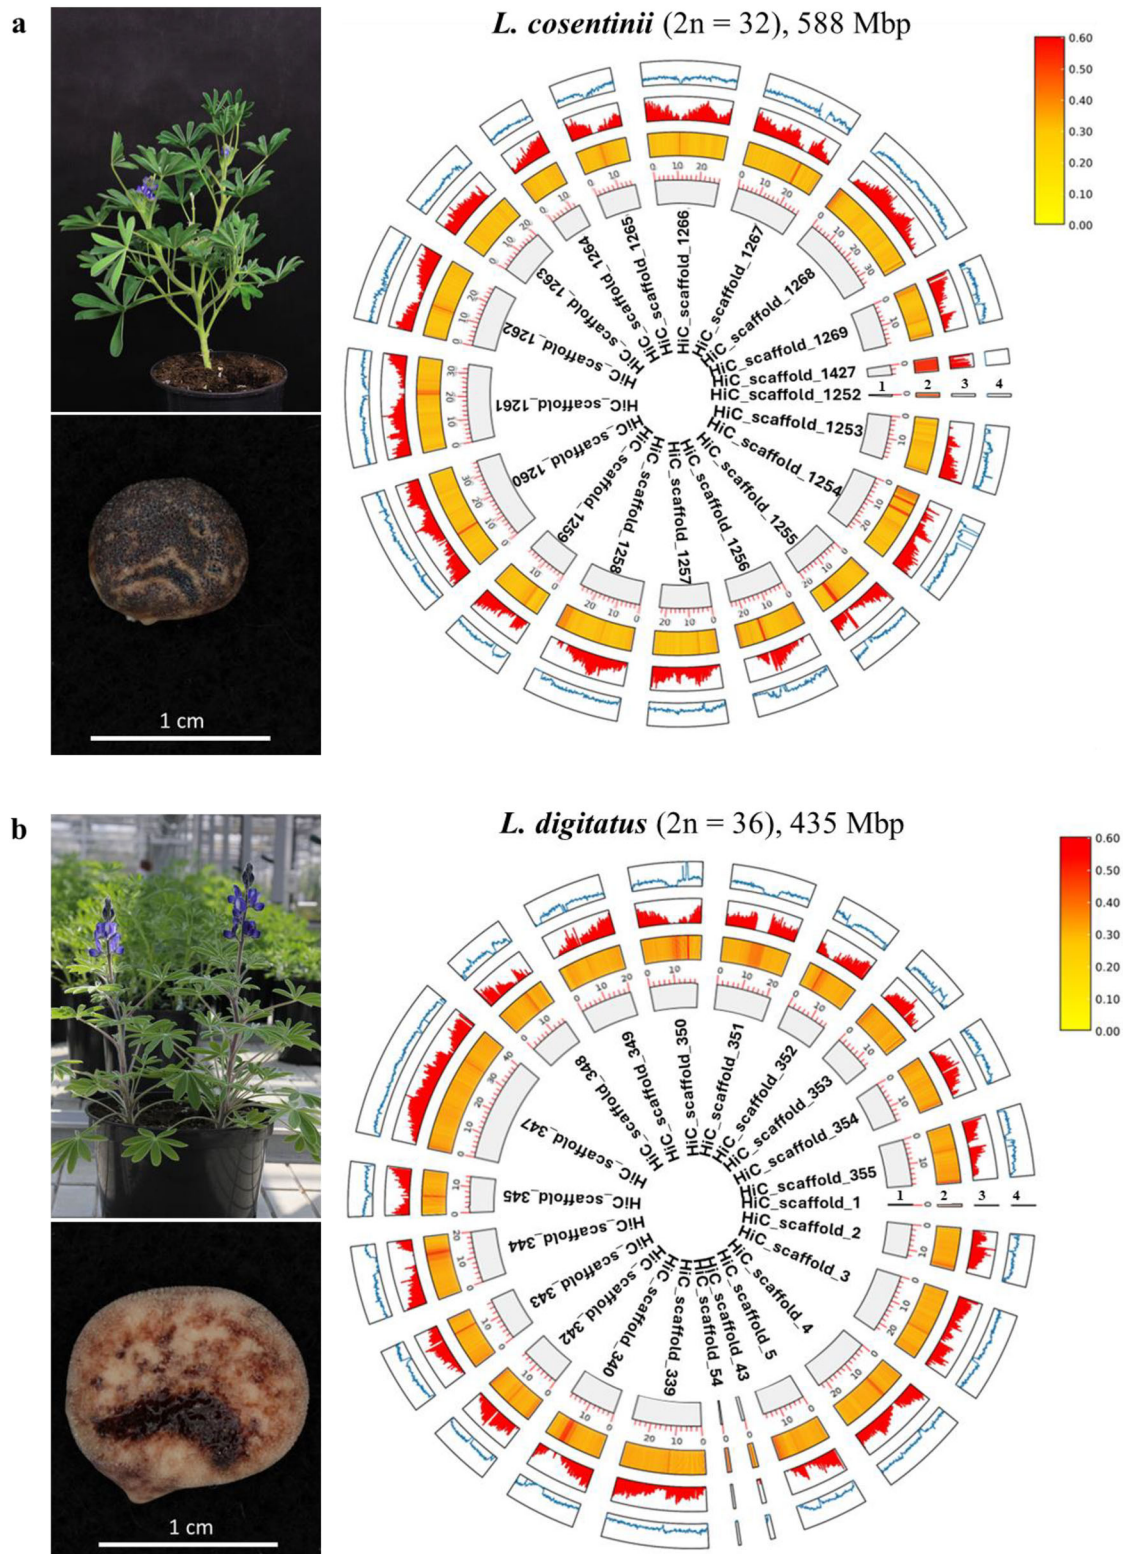 a
L. cosentinii (2n = 32), 588 Mbp
0.60
0.50
0.40
0.30
0.20
0.10
0.00
HiC_scaffold_1266
HiC_scaffold_1267
HiC_scaffold_1268
HiC_scaffold_1269
HiC_scaffold_1427
HiC_scaffold_1252
HiC_scaffold_1253
HiC_scaffold_1254
HiC_scaffold_1255
HiC_scaffold_1256
HiC_scaffold_1257
HiC_scaffold_1258
HiC_scaffold_1259
HiC_scaffold_1260
HiC_scaffold_1261
HiC_scaffold_1262
HiC_scaffold_1263
HiC_scaffold_1264
HiC_scaffold_1265
1 2 3 4
1 cm
b
L. digitatus (2n = 36), 435 Mbp
0.60
0.50
0.40
0.30
0.20
0.10
0.00
HiC_scaffold_350
HiC_scaffold_351
HiC_scaffold_352
HiC_scaffold_353
HiC_scaffold_354
HiC_scaffold_355
HiC_scaffold_1
HiC_scaffold_2
HiC_scaffold_3
HiC_scaffold_4
HiC_scaffold_5
HiC_scaffold_43
HiC_scaffold_54
HiC_scaffold_339
HiC_scaffold_340
HiC_scaffold_342
HiC_scaffold_343
HiC_scaffold_344
HiC_scaffold_345
HiC_scaffold_347
HiC_scaffold_348
HiC_scaffold_349
1 2 3 4
1 cm